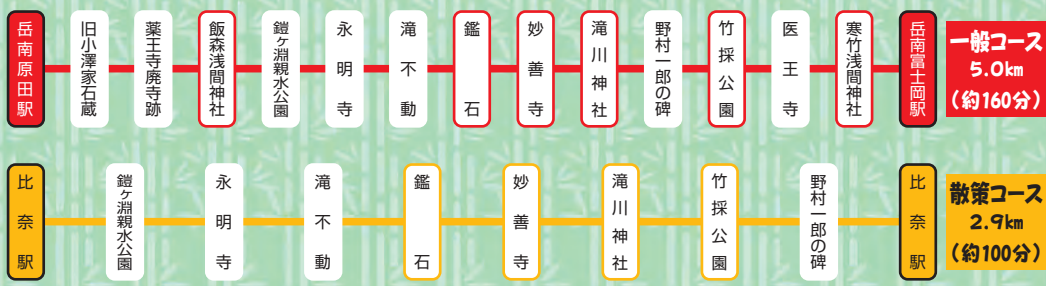 岳南原田駅
旧小澤家石蔵
薬王寺廃寺跡
飯森浅間神社
鎧ヶ淵親水公園
永明寺
滝不動
鑑石
妙善寺
滝川神社
野村一郎の碑
竹採公園
医王寺
寒竹浅間神社
岳南富士岡駅
一般コース
5.0km
(約160分)
比奈駅
鎧ヶ淵親水公園
永明寺
滝不動
鑑石
妙善寺
滝川神社
竹採公園
野村一郎の碑
比奈駅
散策コース
2.9km
(約100分)